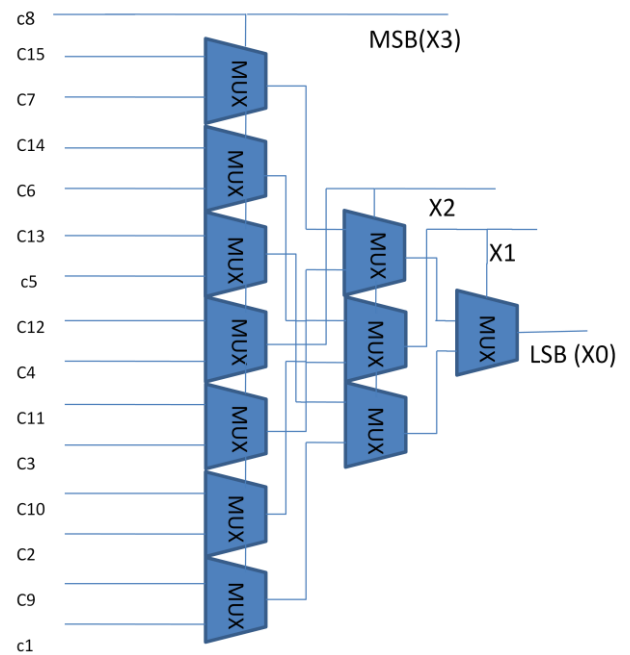 c8
MSB(X3)
C15
MUX
C7
C14
MUX
C6
X2
C13
MUX
MUX
X1
c5
C12
MUX
MUX
MUX
LSB (X0)
C4
C11
MUX
MUX
C3
C10
MUX
C2
C9
MUX
c1